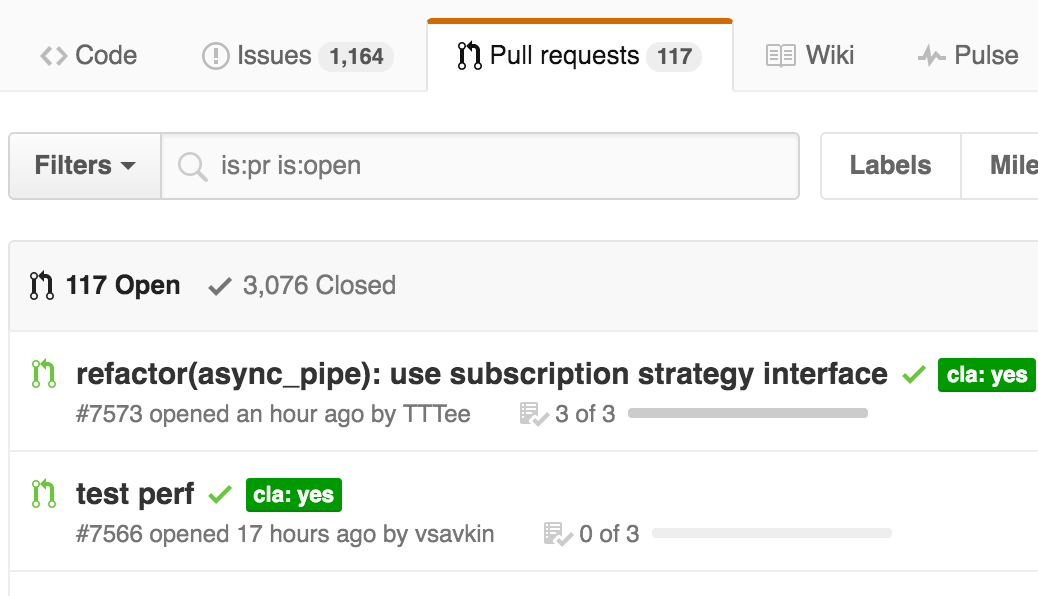 Code Issues 1,164 Pull requests 117 Wiki Pulse
Filters is:pr is:open Labels Mile
117 Open 3,076 Closed
refactor(async_pipe): use subscription strategy interface cla: yes
#7573 opened an hour ago by TTTee 3 of 3
test perf cla: yes
#7566 opened 17 hours ago by vsavkin 0 of 3